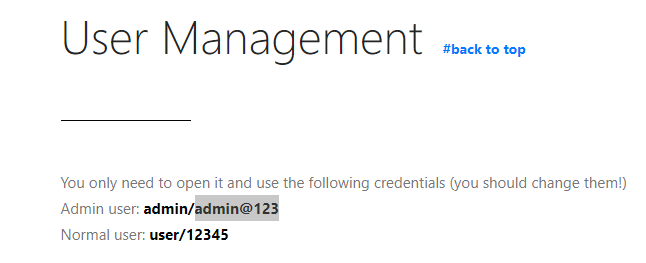 User Management #back to top
You only need to open it and use the following credentials (you should change them!)
Admin user: admin/admin@123
Normal user: user/12345